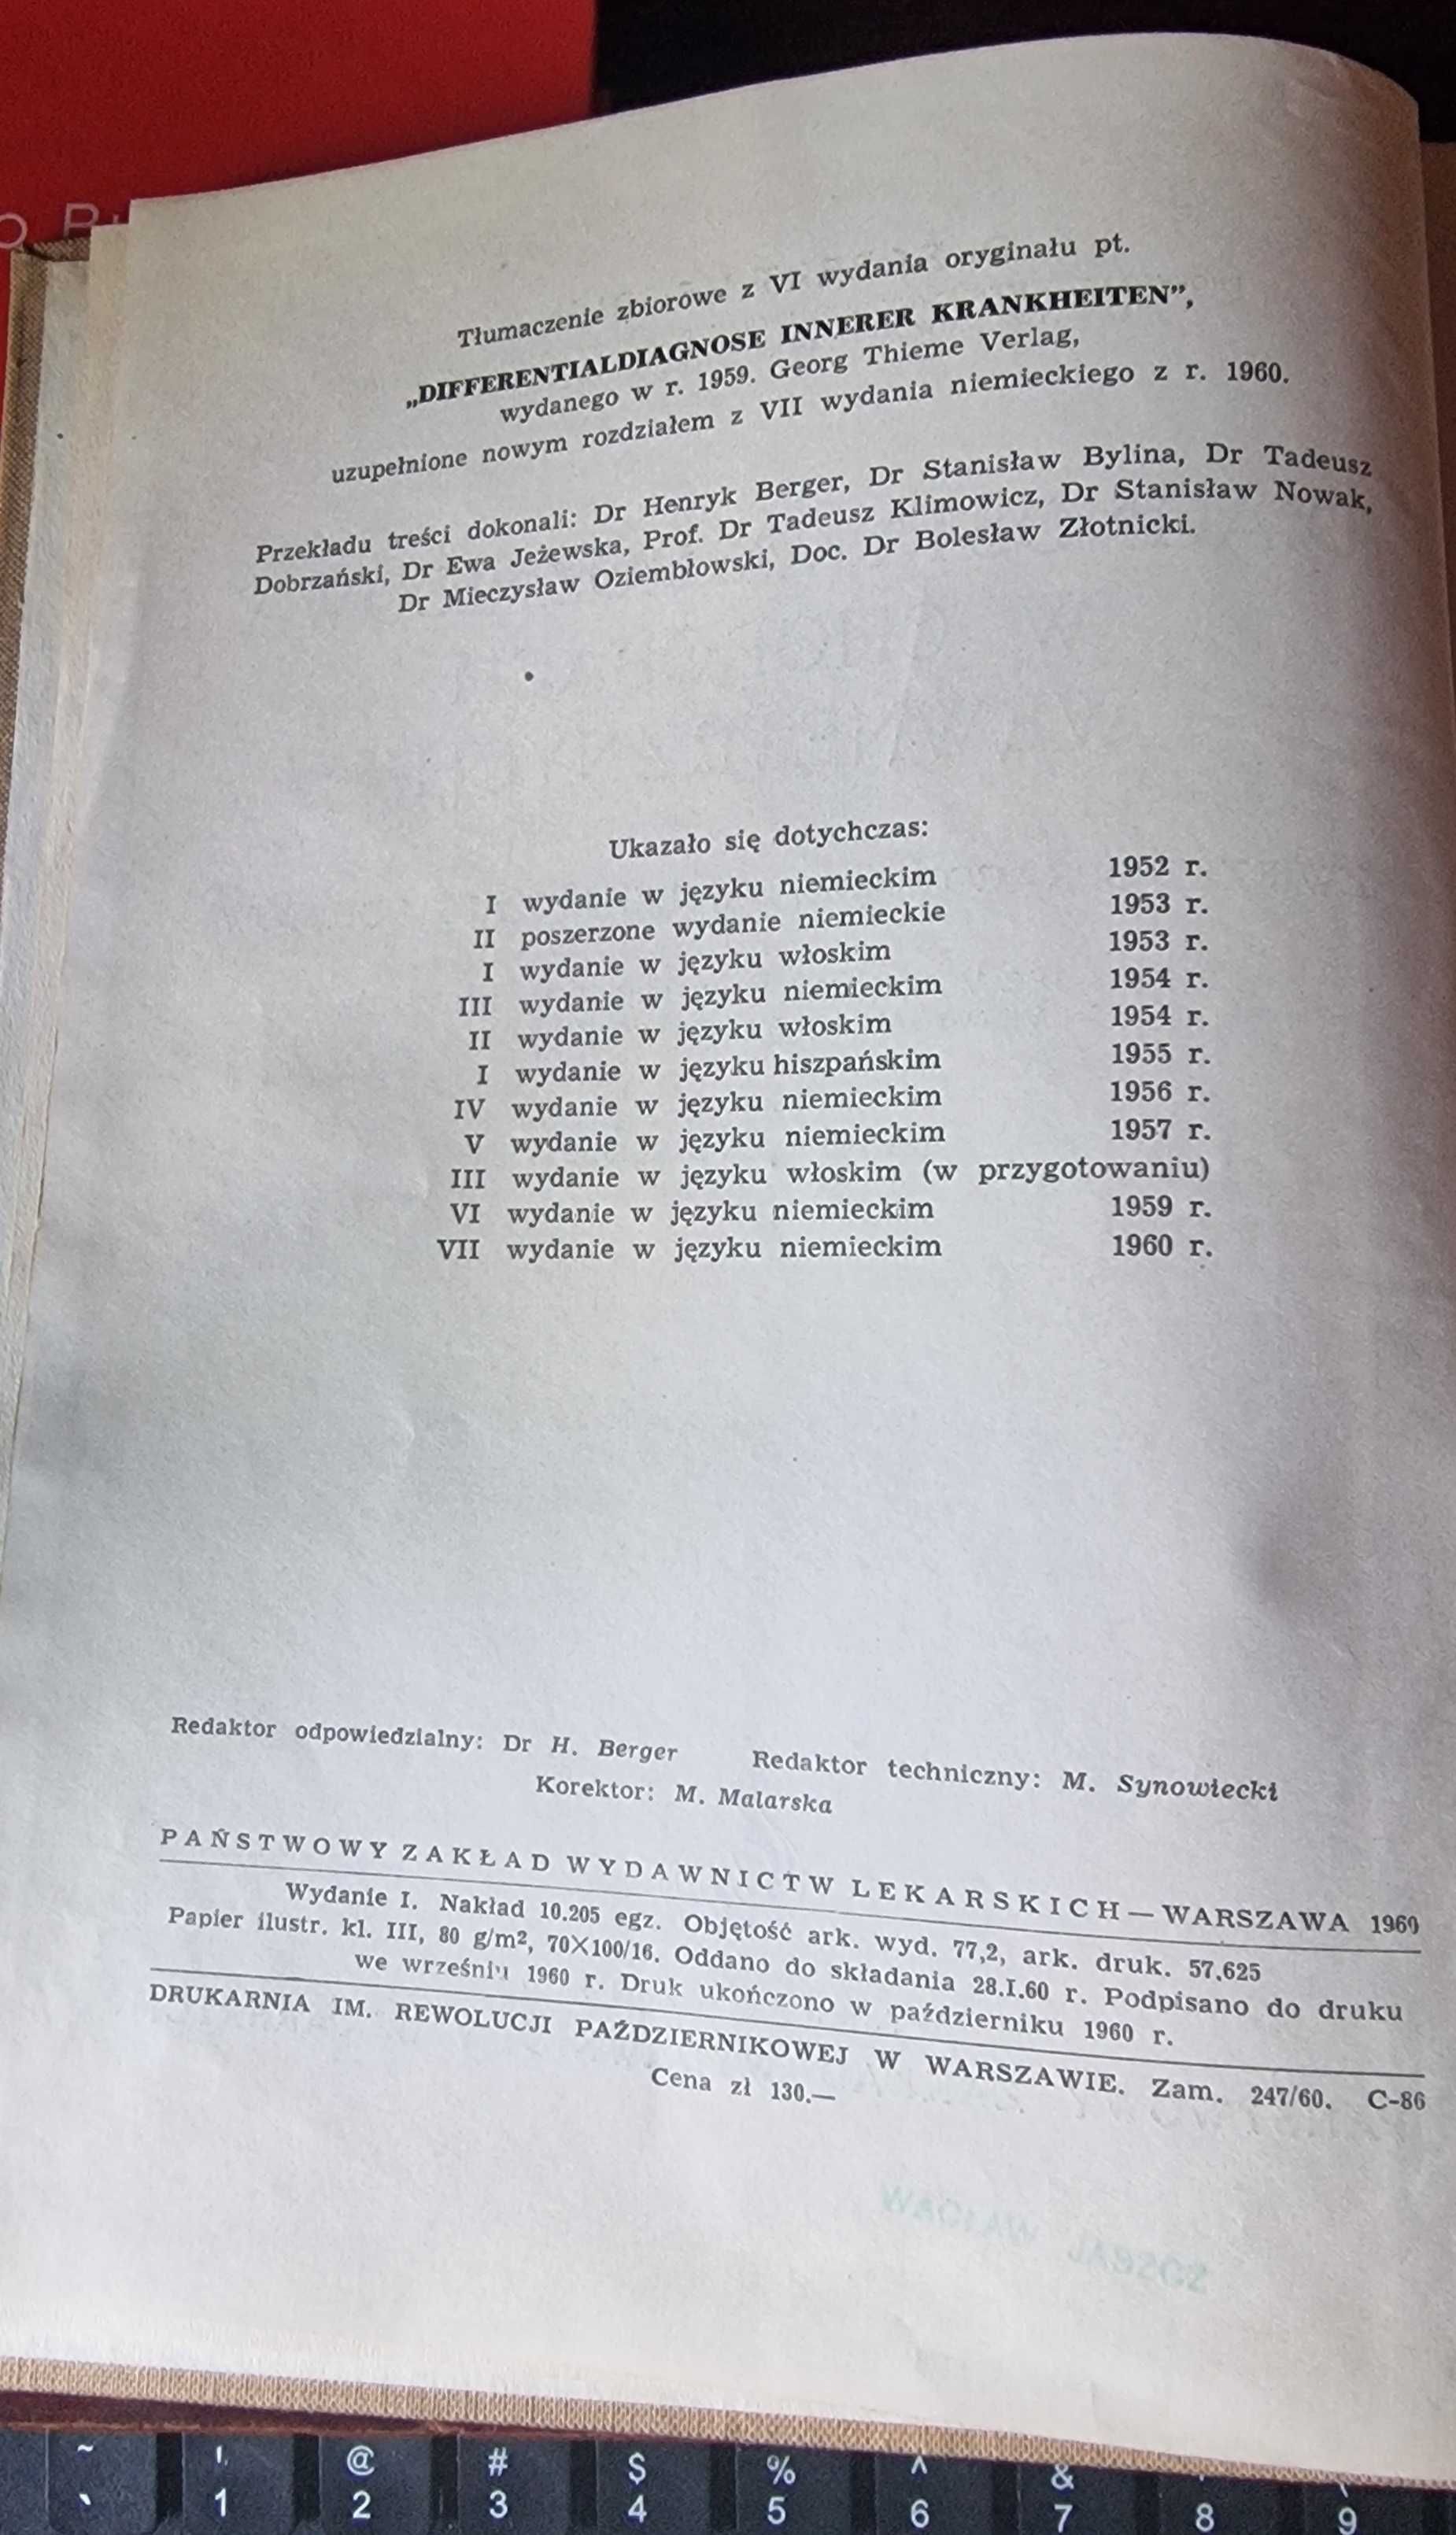 Tłumaczenie zbiorowe z VI wydania oryginału pt.
„DIFFERENTIALDIAGNOSE INNERER KRANKHEITEN”,
wydanego w r. 1959. Georg Thieme Verlag,
uzupełnione nowym rozdziałem z VII wydania niemieckiego z r. 1960.
Przekładu treści dokonali: Dr Henryk Berger, Dr Stanisław Bylina, Dr Tadeusz
Dobrzański, Dr Ewa Jeżewska, Prof. Dr Tadeusz Klimowicz, Dr Stanisław Nowak,
Dr Mieczysław Oziembłowski, Doc. Dr Bolesław Złotnicki.
Ukazało się dotychczas:
I wydanie w języku niemieckim 1952 r.
II poszerzone wydanie niemieckie 1953 r.
I wydanie w języku włoskim 1953 r.
III wydanie w języku niemieckim 1954 r.
II wydanie w języku włoskim 1954 r.
I wydanie w języku hiszpańskim 1955 r.
IV wydanie w języku niemieckim 1956 r.
V wydanie w języku niemieckim 1957 r.
III wydanie w języku włoskim (w przygotowaniu)
VI wydanie w języku niemieckim 1959 r.
VII wydanie w języku niemieckim 1960 r.
Redaktor odpowiedzialny: Dr H. Berger Redaktor techniczny: M. Synowiecki
Korektor: M. Malarska
PAŃSTWOWY ZAKŁAD WYDAWNICTW LEKARSKICH — WARSZAWA 1960
Wydanie I. Nakład 10.205 egz. Objętość ark. wyd. 77,2, ark. druk. 57.625
Papier ilustr. kl. III, 80 g/m², 70X100/16. Oddano do składania 28.I.60 r. Podpisano do druku
we wrześniu 1960 r. Druk ukończono w październiku 1960 r.
DRUKARNIA IM. REWOLUCJI PAŹDZIERNIKOWEJ W WARSZAWIE. Zam. 247/60. C-86
Cena zł 130.—
~ ! @ # $ % ^ &
` 1 2 3 4 5 6 7 8 9